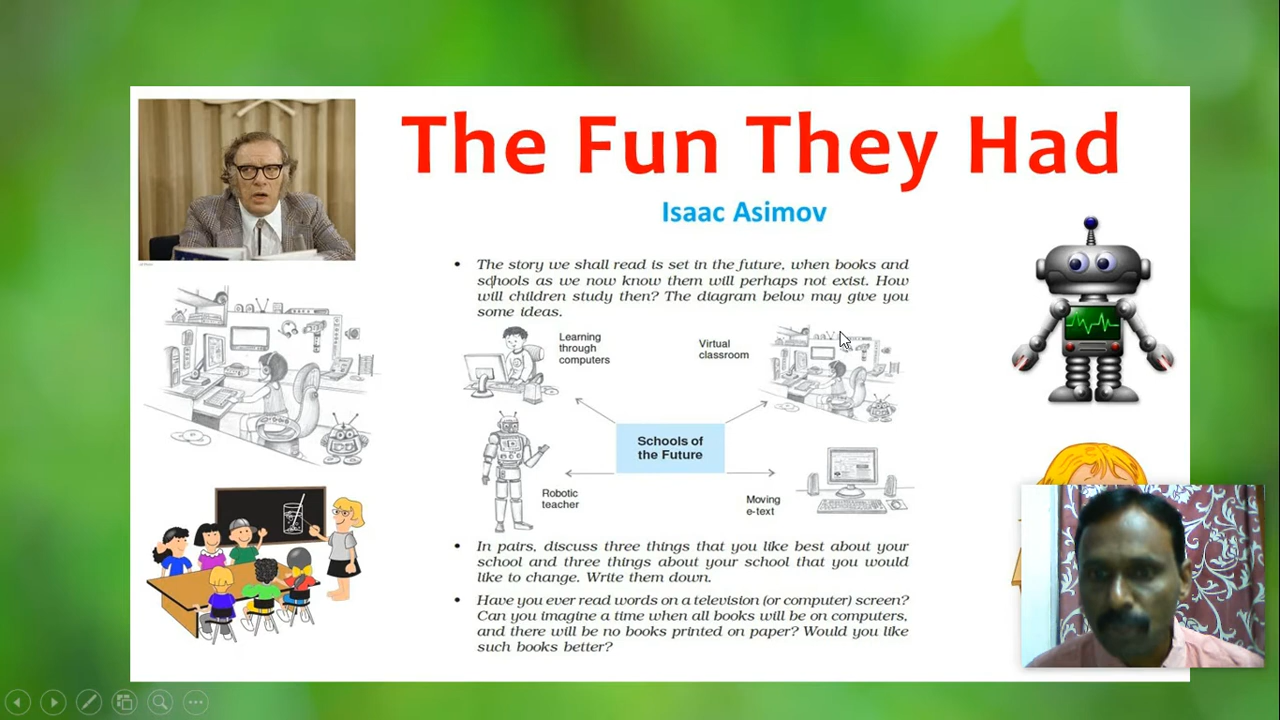 The Fun They Had
Isaac Asimov
• The story we shall read is set in the future, when books and
schools as we now know them will perhaps not exist. How
will children study then? The diagram below may give you
some ideas.
Learning
through
computers
Virtual
classroom
Schools of
the Future
Robotic
teacher
Moving
e-text
• In pairs, discuss three things that you like best about your
school and three things about your school that you would
like to change. Write them down.
• Have you ever read words on a television (or computer) screen?
Can you imagine a time when all books will be on computers,
and there will be no books printed on paper? Would you like
such books better?